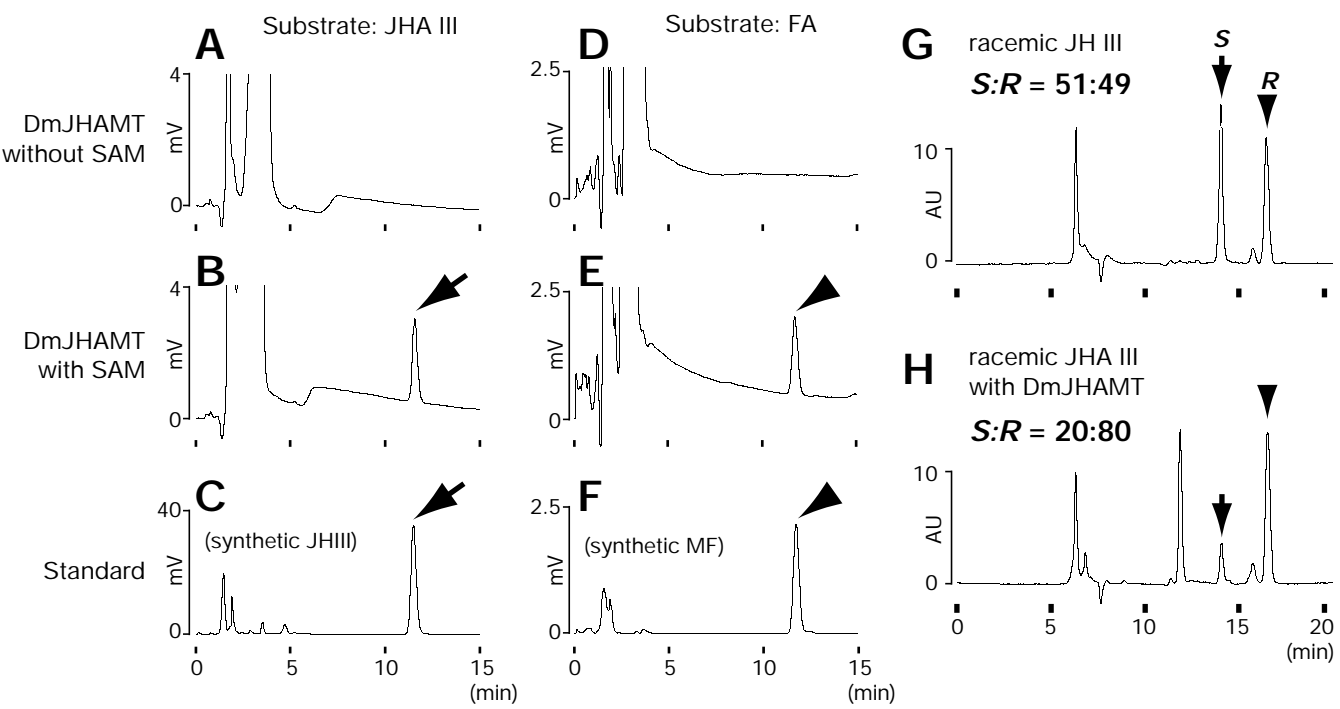 A
Substrate: JHA III
DmJHAMT
without SAM
4
mV
0
D
Substrate: FA
2.5
mV
0
G
racemic JH III
S:R = 51:49
S
R
10
AU
0
B
DmJHAMT
with SAM
4
mV
0
E
2.5
mV
0
H
racemic JHA III
with DmJHAMT
S:R = 20:80
10
AU
0
0 5 10 15 20
(min)
C
(synthetic JHIII)
Standard
40
mV
0
0 5 10 15
(min)
F
(synthetic MF)
2.5
mV
0
0 5 10 15
(min)